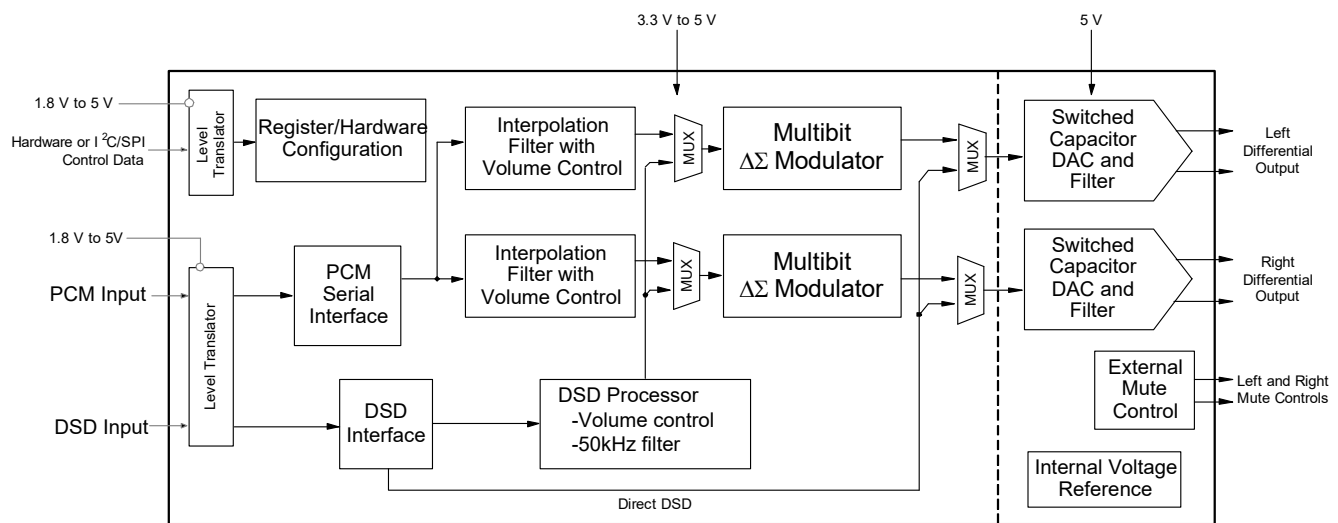 3.3 V to 5 V
5 V
1.8 V to 5 V
Hardware or I 2C/SPI
Control Data
Level
Translator
Register/Hardware
Configuration
Interpolation
Filter with
Volume Control
MUX
Multibit
ΔΣ Modulator
MUX
Switched
Capacitor
DAC and
Filter
Left
Differential
Output
1.8 V to 5V
PCM Input
Level Translator
PCM
Serial
Interface
Interpolation
Filter with
Volume Control
MUX
Multibit
ΔΣ Modulator
MUX
Switched
Capacitor
DAC and
Filter
Right
Differential
Output
DSD Input
DSD
Interface
DSD Processor
-Volume control
-50kHz filter
External
Mute
Control
Left and Right
Mute Controls
Direct DSD
Internal Voltage
Reference